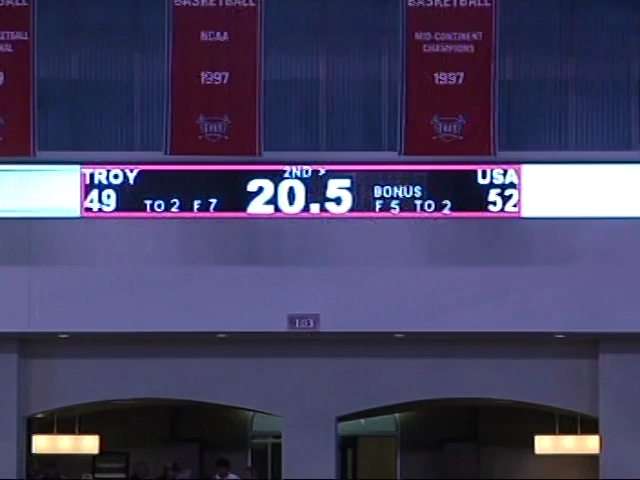 BASKETBALL
NCAA
1997
BASKETBALL
MID-CONTINENT
CHAMPIONS
1997
TROY 2ND > USA
49 TO 2 F 7 20.5 BONUS F 5 TO 2 52
103